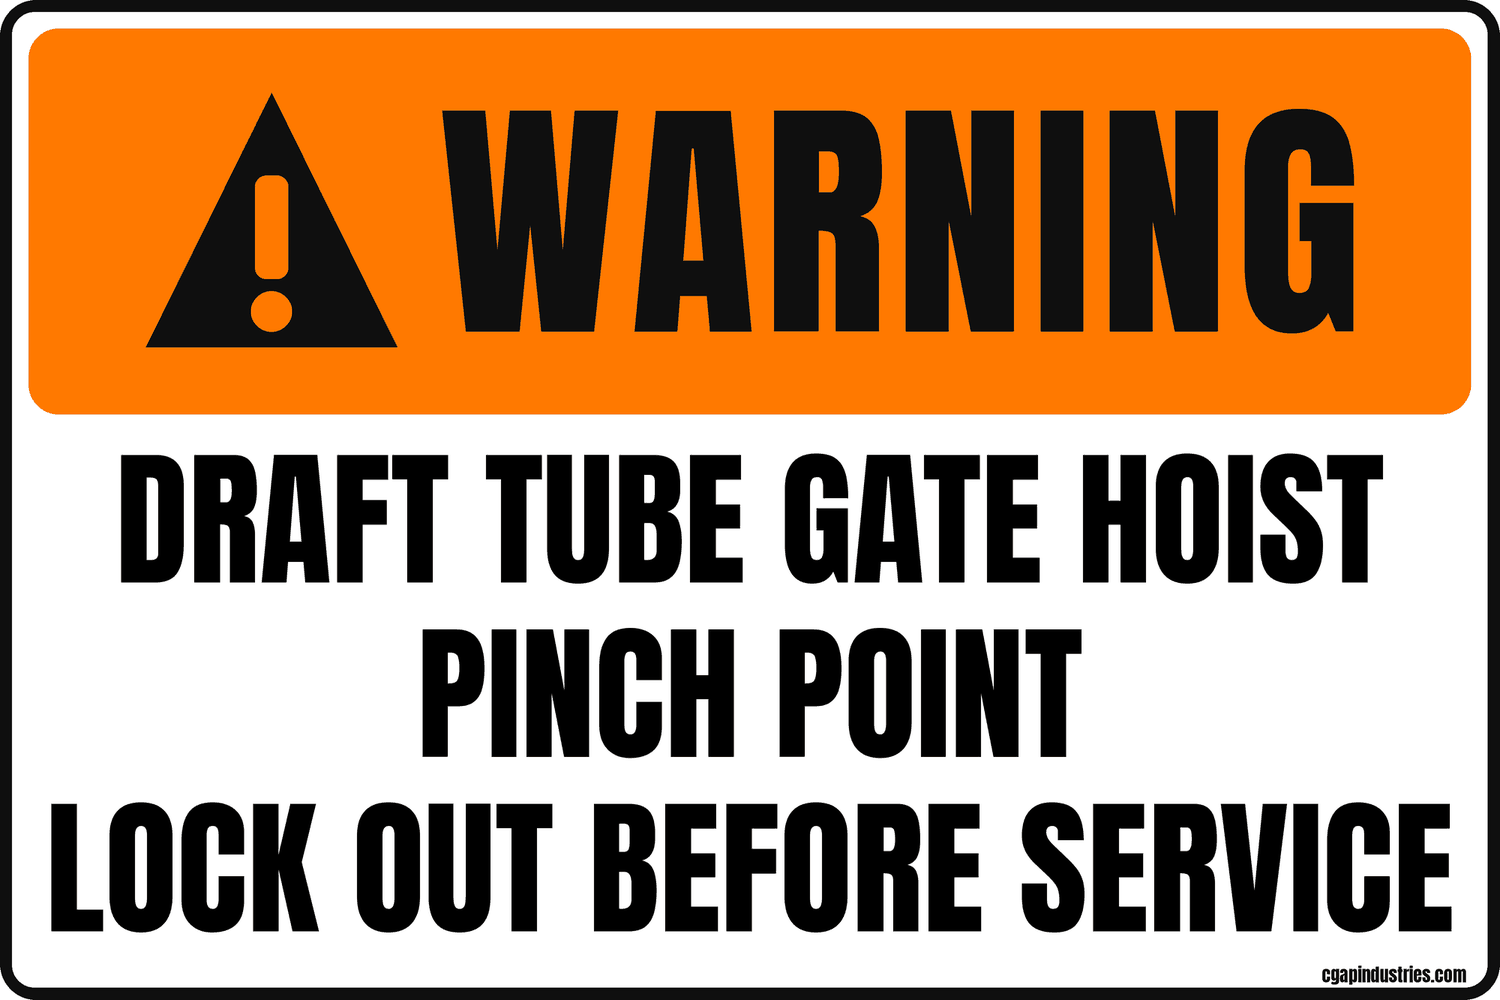 WARNING
DRAFT TUBE GATE HOIST
PINCH POINT
LOCK OUT BEFORE SERVICE
cgapindustries.com